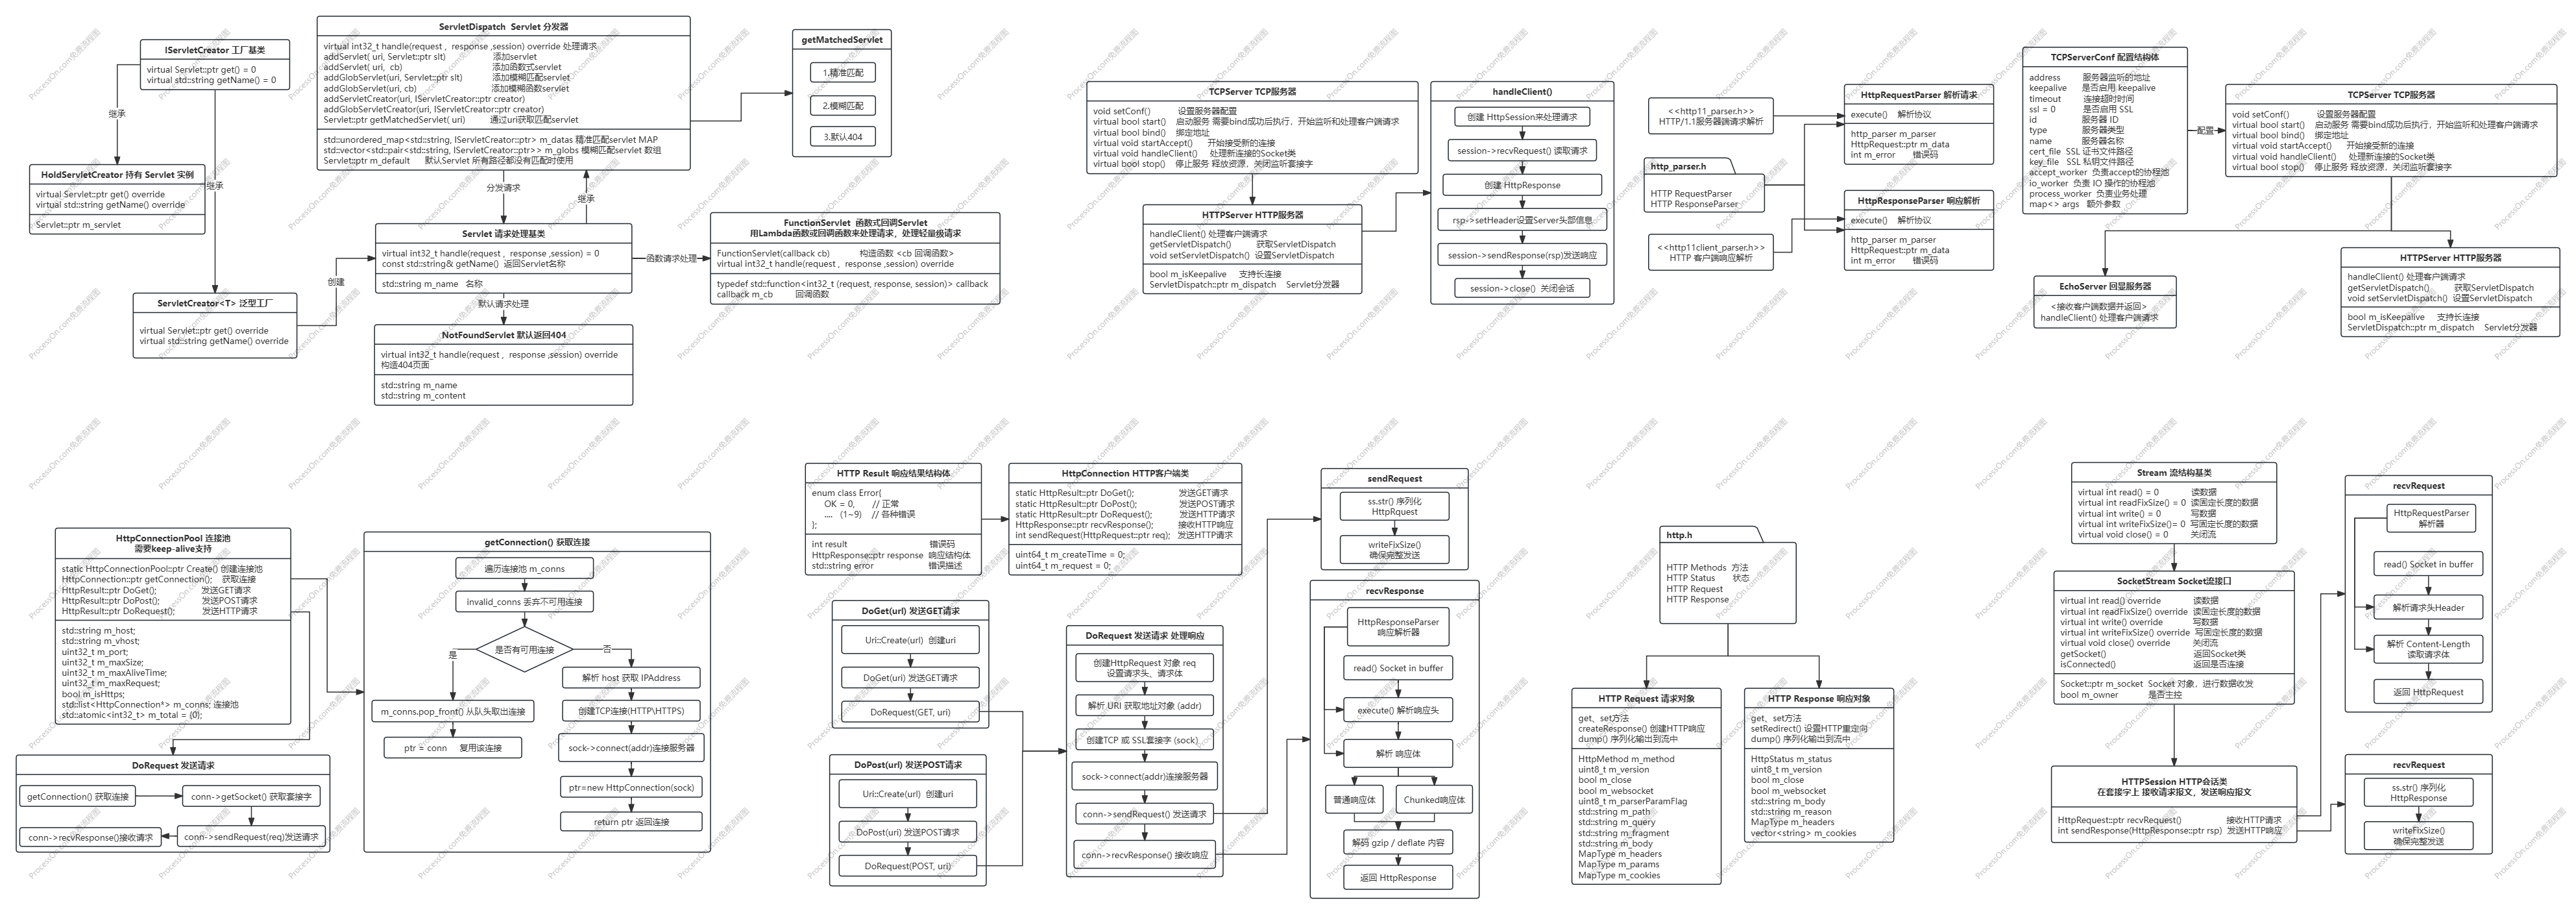 IServletCreator 工厂基类
virtual Servlet::ptr get() = 0
virtual std::string getName() = 0
继承
继承
HoldServletCreator 持有 Servlet 实例
virtual Servlet::ptr get() override
virtual std::string getName() override
Servlet::ptr m_servlet
ServletCreator<T> 泛型工厂
virtual Servlet::ptr get() override
virtual std::string getName() override
创建
ServletDispatch Servlet 分发器
virtual int32_t handle(request , response ,session) override 处理请求
addServlet( uri, Servlet::ptr slt) 添加servlet
addServlet( uri, cb) 添加函数式servlet
addGlobServlet(uri, Servlet::ptr slt) 添加模糊匹配servlet
addGlobServlet(uri, cb) 添加模糊函数servlet
addServletCreator(uri, IServletCreator::ptr creator)
addGlobServletCreator(uri, IServletCreator::ptr creator)
Servlet::ptr getMatchedServlet( uri) 通过uri获取匹配servlet
std::unordered_map<std::string, IServletCreator::ptr> m_datas 精准匹配servlet MAP
std::vector<std::pair<std::string, IServletCreator::ptr>> m_globs 模糊匹配servlet 数组
Servlet::ptr m_default 默认Servlet 所有路径都没有匹配时使用
分发请求
继承
Servlet 请求处理基类
virtual int32_t handle(request , response ,session) = 0
const std::string& getName() 返回Servlet名称
std::string m_name 名称
默认请求处理
NotFoundServlet 默认返回404
virtual int32_t handle(request , response ,session) override
构造404页面
std::string m_name
std::string m_content
函数请求处理
FunctionServlet 函数式回调Servlet
用Lambda函数或回调函数来处理请求，处理轻量级请求
FunctionServlet(callback cb) 构造函数 <cb 回调函数>
virtual int32_t handle(request , response ,session) override
typedef std::function<int32_t (request, response, session)> callback
callback m_cb 回调函数
getMatchedServlet
1.精准匹配
2.模糊匹配
3.默认404
TCPServer TCP服务器
void setConf() 设置服务器配置
virtual bool start() 启动服务 需要bind成功后执行，开始监听和处理客户端请求
virtual bool bind() 绑定地址
virtual void startAccept() 开始接受新的连接
virtual void handleClient() 处理新连接的Socket类
virtual bool stop() 停止服务 释放资源，关闭监听套接字
HTTPServer HTTP服务器
handleClient() 处理客户端请求
getServletDispatch() 获取ServletDispatch
void setServletDispatch() 设置ServletDispatch
bool m_isKeepalive 支持长连接
ServletDispatch::ptr m_dispatch Servlet分发器
handleClient()
创建 HttpSession来处理请求
session->recvRequest() 读取请求
创建 HttpResponse
rsp->setHeader设置Server头部信息
session->sendResponse(rsp)发送响应
session->close() 关闭会话
<<http11_parser.h>>
HTTP/1.1服务器端请求解析
http_parser.h
HTTP RequestParser
HTTP ResponseParser
<<http11client_parser.h>>
HTTP 客户端响应解析
HttpRequestParser 解析请求
execute() 解析协议
http_parser m_parser
HttpRequest::ptr m_data
int m_error 错误码
HttpResponseParser 响应解析
execute() 解析协议
http_parser m_parser
HttpRequest::ptr m_data
int m_error 错误码
TCPServerConf 配置结构体
address 服务器监听的地址
keepalive 是否启用 keepalive
timeout 连接超时时间
ssl = 0 是否启用 SSL
id 服务器 ID
type 服务器类型
name 服务器名称
cert_file SSL 证书文件路径
key_file SSL 私钥文件路径
accept_worker 负责accept的协程池
io_worker 负责 IO 操作的协程池
process_worker 负责业务处理
map<> args 额外参数
配置
TCPServer TCP服务器
void setConf() 设置服务器配置
virtual bool start() 启动服务 需要bind成功后执行，开始监听和处理客户端请求
virtual bool bind() 绑定地址
virtual void startAccept() 开始接受新的连接
virtual void handleClient() 处理新连接的Socket类
virtual bool stop() 停止服务 释放资源，关闭监听套接字
EchoServer 回显服务器
<接收客户端数据并返回>
handleClient() 处理客户端请求
HTTPServer HTTP服务器
handleClient() 处理客户端请求
getServletDispatch() 获取ServletDispatch
void setServletDispatch() 设置ServletDispatch
bool m_isKeepalive 支持长连接
ServletDispatch::ptr m_dispatch Servlet分发器
HttpConnectionPool 连接池
需要keep-alive支持
static HttpConnectionPool::ptr Create() 创建连接池
HttpConnection::ptr getConnection(); 获取连接
HttpResult::ptr DoGet(); 发送GET请求
HttpResult::ptr DoPost(); 发送POST请求
HttpResult::ptr DoRequest(); 发送HTTP请求
std::string m_host;
std::string m_vhost;
uint32_t m_port;
uint32_t m_maxSize;
uint32_t m_maxAliveTime;
uint32_t m_maxRequest;
bool m_isHttps;
std::list<HttpConnection*> m_conns; 连接池
std::atomic<int32_t> m_total = {0};
DoRequest 发送请求
getConnection() 获取连接
conn->getSocket() 获取套接字
conn->recvResponse()接收请求
conn->sendRequest(req)发送请求
getConnection() 获取连接
遍历连接池 m_conns
invalid_conns 丢弃不可用连接
是否有可用连接
是
否
m_conns.pop_front() 从队头取出连接
ptr = conn 复用该连接
解析 host 获取 IPAddress
创建TCP连接(HTTP\HTTPS)
sock->connect(addr)连接服务器
ptr=new HttpConnection(sock)
return ptr 返回连接
HTTP Result 响应结果结构体
enum class Error{
OK = 0, // 正常
.... (1~9) // 各种错误
};
int result 错误码
HttpResponse::ptr response 响应结构体
std::string error 错误描述
HttpConnection HTTP客户端类
static HttpResult::ptr DoGet(); 发送GET请求
static HttpResult::ptr DoPost(); 发送POST请求
static HttpResult::ptr DoRequest(); 发送HTTP请求
HttpResponse::ptr recvResponse(); 接收HTTP响应
int sendRequest(HttpRequest::ptr req); 发送HTTP请求
uint64_t m_createTime = 0;
uint64_t m_request = 0;
DoGet(url) 发送GET请求
Uri::Create(url) 创建uri
DoGet(uri) 发送GET请求
DoRequest(GET, uri)
DoPost(url) 发送POST请求
Uri::Create(url) 创建uri
DoPost(uri) 发送POST请求
DoRequest(POST, uri)
DoRequest 发送请求 处理响应
创建HttpRequest 对象 req
设置请求头、请求体
解析 URI 获取地址对象 (addr)
创建TCP 或 SSL套接字 (sock)
sock->connect(addr)连接服务器
conn->sendRequest() 发送请求
conn->recvResponse() 接收响应
sendRequest
ss.str() 序列化
HttpRquest
writeFixSize()
确保完整发送
recvResponse
HttpResponseParser
响应解析器
read() Socket in buffer
execute() 解析响应头
解析 响应体
普通响应体
Chunked响应体
解码 gzip / deflate 内容
返回 HttpResponse
http.h
HTTP Methods 方法
HTTP Status 状态
HTTP Request
HTTP Response
HTTP Request 请求对象
get、set方法
createResponse() 创建HTTP响应
dump() 序列化输出到流中
HttpMethod m_method
uint8_t m_version
bool m_close
bool m_websocket
uint8_t m_parserParamFlag
std::string m_path
std::string m_query
std::string m_fragment
std::string m_body
MapType m_headers
MapType m_params
MapType m_cookies
HTTP Response 响应对象
get、set方法
setRedirect() 设置HTTP重定向
dump() 序列化输出到流中
HttpStatus m_status
uint8_t m_version
bool m_close
bool m_websocket
std::string m_body
std::string m_reason
MapType m_headers
vector<string> m_cookies
Stream 流结构基类
virtual int read() = 0 读数据
virtual int readFixSize() = 0 读固定长度的数据
virtual int write() = 0 写数据
virtual int writeFixSize()= 0 写固定长度的数据
virtual void close() = 0 关闭流
SocketStream Socket流接口
virtual int read() override 读数据
virtual int readFixSize() override 读固定长度的数据
virtual int write() override 写数据
virtual int writeFixSize() override 写固定长度的数据
virtual void close() override 关闭流
getSocket() 返回Socket类
isConnected() 返回是否连接
Socket::ptr m_socket Socket 对象，进行数据收发
bool m_owner 是否主控
HTTPSession HTTP会话类
在套接字上 接收请求报文，发送响应报文
HttpRequest::ptr recvRequest() 接收HTTP请求
int sendResponse(HttpResponse::ptr rsp) 发送HTTP响应
recvRequest
HttpRequestParser
解析器
read() Socket in buffer
解析请求头Header
解析 Content-Length
读取请求体
返回 HttpRequest
recvRequest
ss.str() 序列化
HttpResponse
writeFixSize()
确保完整发送
ProcessOn.com免费流程图